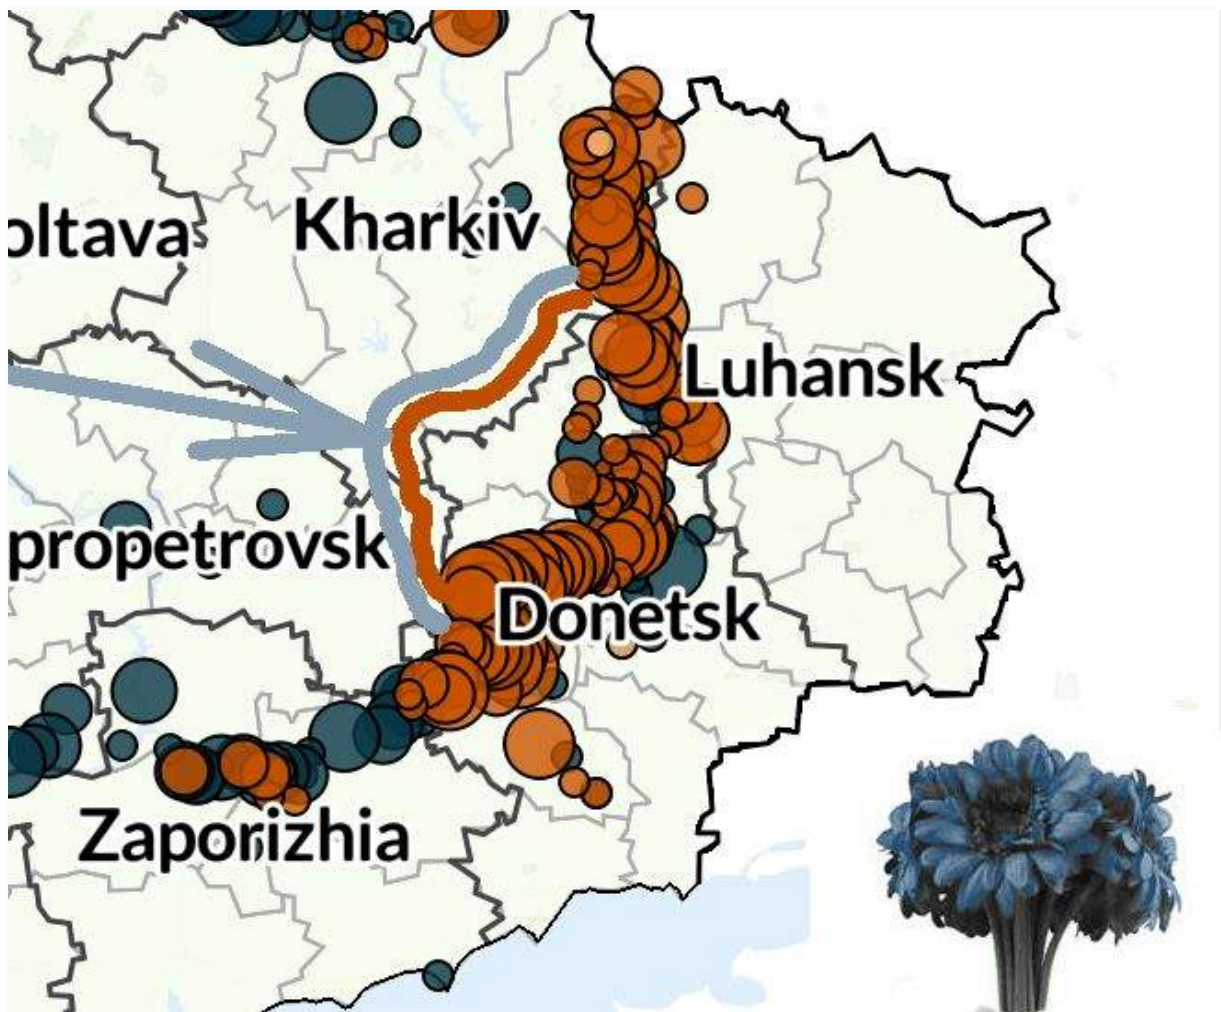 oltava
Kharkiv
Luhansk
propetrovsk
Donetsk
Zaporizhia